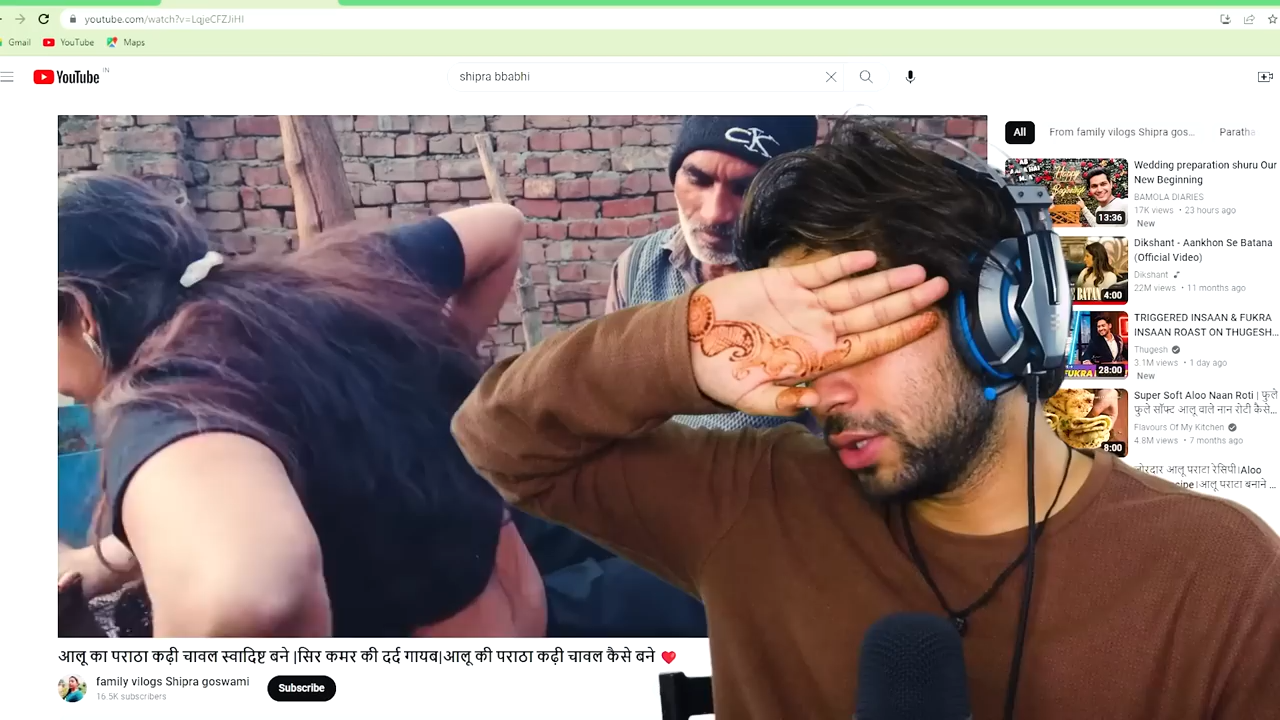 youtube.com/watch?v=LqjeCFZJiHI
Gmail YouTube Maps
YouTube IN
shipra bbabhi
CK
All From family vilogs Shipra gos... Paratha
Wedding preparation shuru Our
New Beginning
BAMOLA DIARIES
17K views • 23 hours ago
New
13:36
Dikshant - Aankhon Se Batana
(Official Video)
Dikshant
22M views • 11 months ago
4:00
TRIGGERED INSAAN & FUKRA
INSAAN ROAST ON THUGESH...
Thugesh
3.1M views • 1 day ago
New
28:00
Super Soft Aloo Naan Roti | फुले
फुले सॉफ्ट आलू वाले नान रोटी कैसे...
Flavours Of My Kitchen
4.8M views • 7 months ago
8:00
आलू पराटा रेसिपी।Aloo
आलू पराटा बनाने ...
आलू का पराठा कढ़ी चावल स्वादिष्ट बने |सिर कमर की दर्द गायब|आलू की पराठा कढ़ी चावल कैसे बने ❤️
family vilogs Shipra goswami
16.5K subscribers
Subscribe